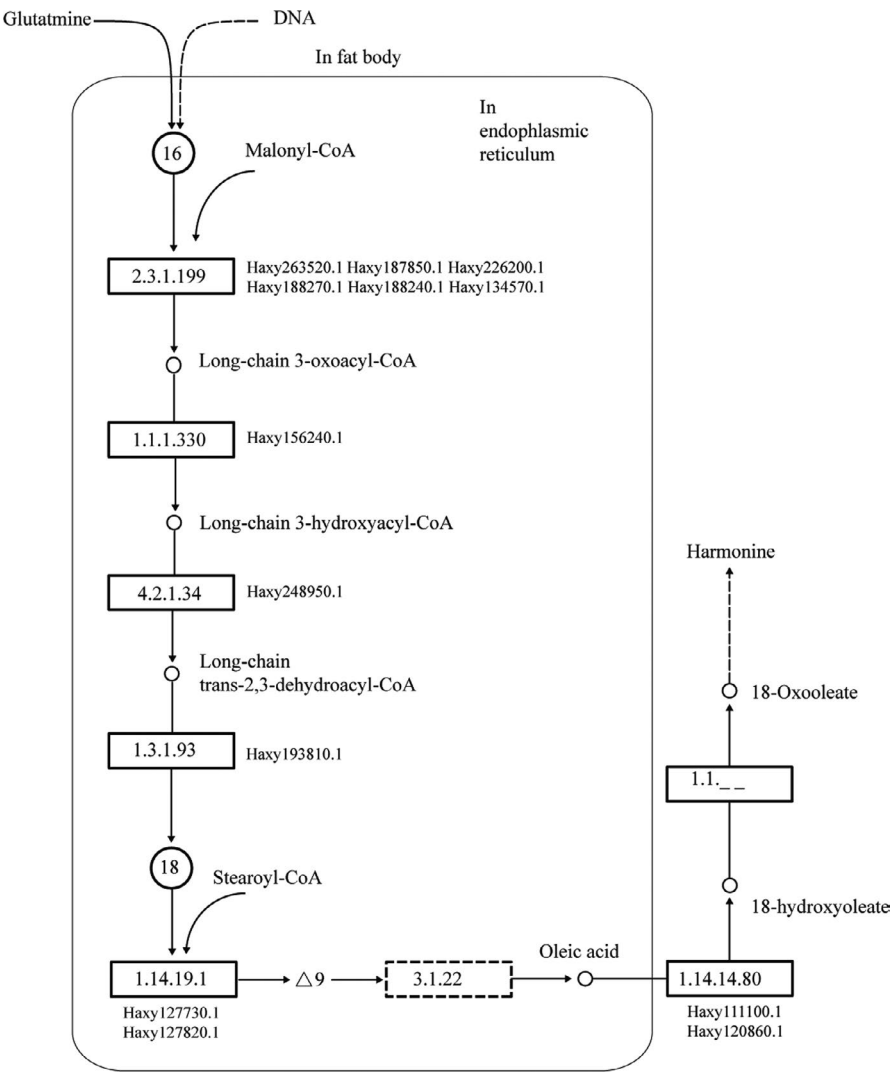 Glutatmine
DNA
In fat body
In
endophlasmic
reticulum
16
Malonyl-CoA
2.3.1.199
Haxy263520.1 Haxy187850.1 Haxy226200.1
Haxy188270.1 Haxy188240.1 Haxy134570.1
Long-chain 3-oxoacyl-CoA
1.1.1.330
Haxy156240.1
Long-chain 3-hydroxyacyl-CoA
4.2.1.34
Haxy248950.1
Long-chain
trans-2,3-dehydroacyl-CoA
1.3.1.93
Haxy193810.1
18
Stearoyl-CoA
1.14.19.1
Haxy127730.1
Haxy127820.1
△9
3.1.22
Oleic acid
1.14.14.80
Haxy111100.1
Haxy120860.1
18-hydroxyoleate
1.1._ _
18-Oxooleate
Harmonine